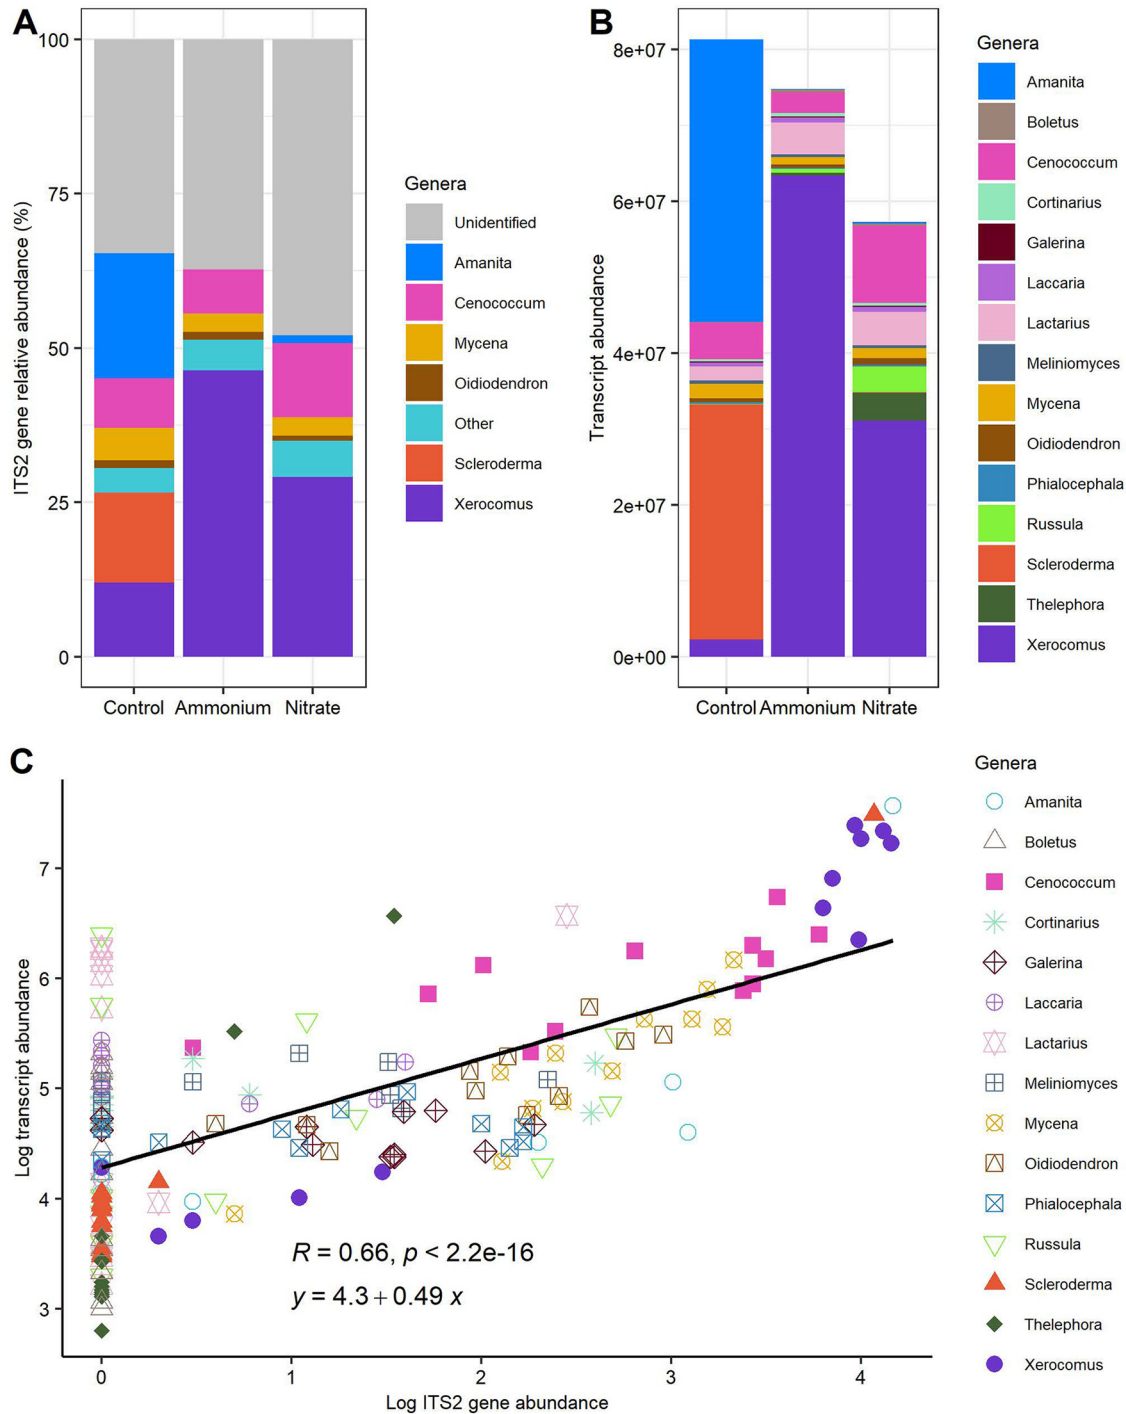 A
ITS2 gene relative abundance (%)
100
75
50
25
0
Control Ammonium Nitrate
Genera
Unidentified
Amanita
Cenococcum
Mycena
Oidiodendron
Other
Scleroderma
Xerocomus
B
Transcript abundance
8e+07
6e+07
4e+07
2e+07
0e+00
Control Ammonium Nitrate
Genera
Amanita
Boletus
Cenococcum
Cortinarius
Galerina
Laccaria
Lactarius
Meliniomyces
Mycena
Oidiodendron
Phialocephala
Russula
Scleroderma
Thelephora
Xerocomus
C
Log transcript abundance
7
6
5
4
3
R = 0.66, p < 2.2e-16
y = 4.3 + 0.49 x
0 1 2 3 4
Log ITS2 gene abundance
Genera
Amanita
Boletus
Cenococcum
Cortinarius
Galerina
Laccaria
Lactarius
Meliniomyces
Mycena
Oidiodendron
Phialocephala
Russula
Scleroderma
Thelephora
Xerocomus